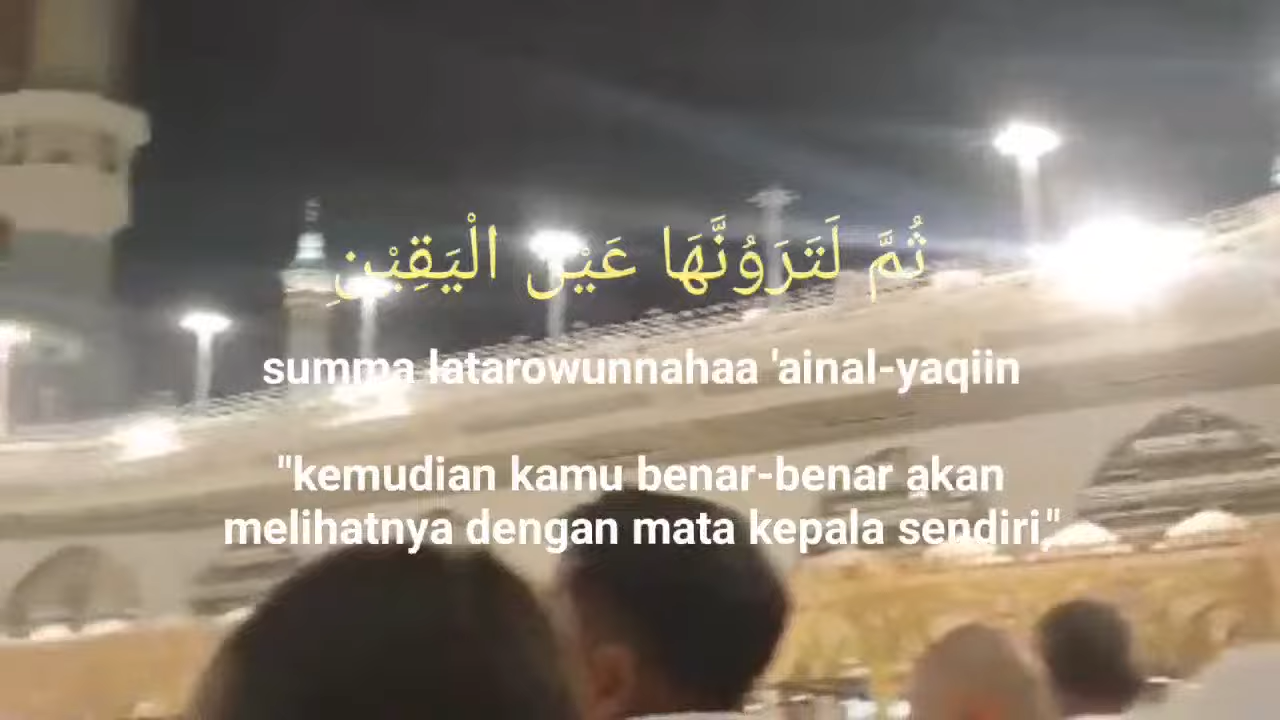 ثُمَّ لَتَرَوُنَّهَا عَيْنَ الْيَقِيْنِ
summa latarowunnahaa 'ainal-yaqiin
"kemudian kamu benar-benar akan
melihatnya dengan mata kepala sendiri,"